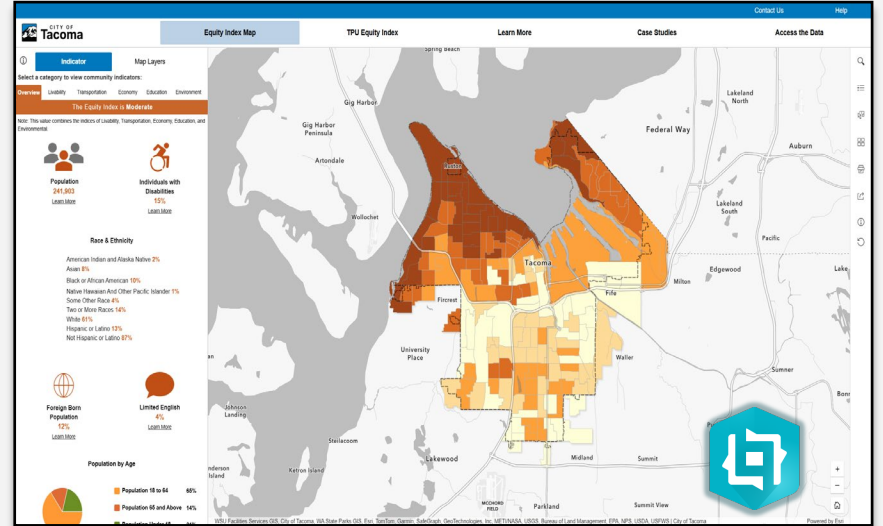 Contact Us Help
CITY OF
Tacoma
Equity Index Map TPU Equity Index Learn More Case Studies Access the Data
Indicator Map Layers
Select a category to view community indicators:
Overview Livability Transportation Economy Education Environment
The Equity Index is Moderate
Note: This value combines the indices of Livability, Transportation, Economy, Education, and
Environmental.
Population
241,903
Learn More
Individuals with
Disabilities
15%
Learn More
Race & Ethnicity
American Indian and Alaska Native 2%
Asian 8%
Black or African American 10%
Native Hawaiian And Other Pacific Islander 1%
Some Other Race 4%
Two or More Races 14%
White 61%
Hispanic or Latino 13%
Not Hispanic or Latino 87%
Foreign Born
Population
12%
Learn More
Limited English
4%
Learn More
Population by Age
Population 18 to 64 65%
Population 65 and Above 14%
Spring Beach
Gig Harbor
Gig Harbor
Peninsula
Artondale
Wollochet
Ruston
Tacoma
Fircrest
University
Place
Federal Way
Lakeland
North
Auburn
Lakeland
South
Pacific
Edgewood
Lake
Milton
Fife
Waller
Sumner
Johnson
Landing
Steilacoom
Anderson
Island
Ketron Island
Lakewood
Midland
Summit
MCCHORD
FIELD
Parkland
Summit View
WSU Facilities Services GIS, City of Tacoma, WA State Parks GIS, Esri, TomTom, Garmin, SafeGraph, GeoTechnologies, Inc, METI/NASA, USGS, Bureau of Land Management, EPA, NPS, USDA, USFWS | City of Tacoma
Powered by Esri